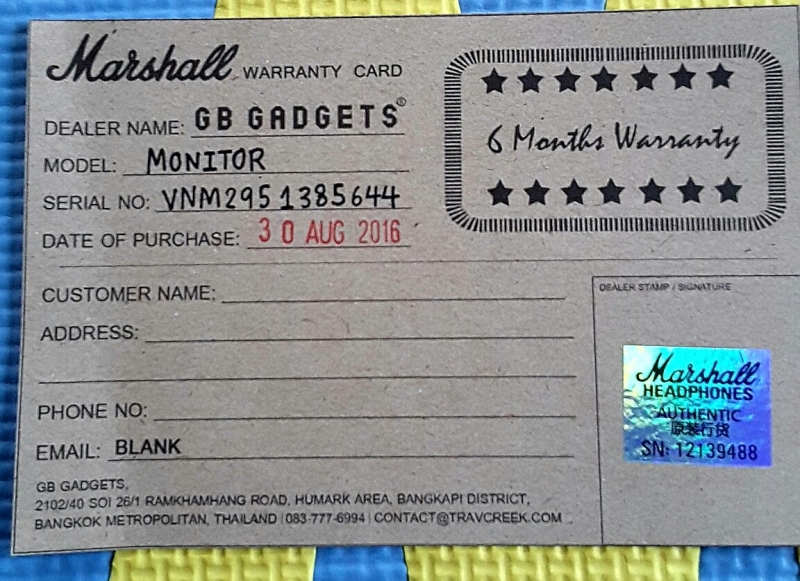 Marshall WARRANTY CARD
DEALER NAME: GB GADGETS®
MODEL: MONITOR
SERIAL NO: VNM2951385644
DATE OF PURCHASE: 30 AUG 2016
6 Months Warranty
CUSTOMER NAME:
ADDRESS:
PHONE NO:
EMAIL: BLANK
GB GADGETS,
2102/40 SOI 26/1 RAMKHAMHANG ROAD, HUMARK AREA, BANGKAPI DISTRICT,
BANGKOK METROPOLITAN, THAILAND | 083-777-6994 | CONTACT@TRAVCREEK.COM
DEALER STAMP / SIGNATURE
Marshall
HEADPHONES
AUTHENTIC
原装行货
SN: 12139488